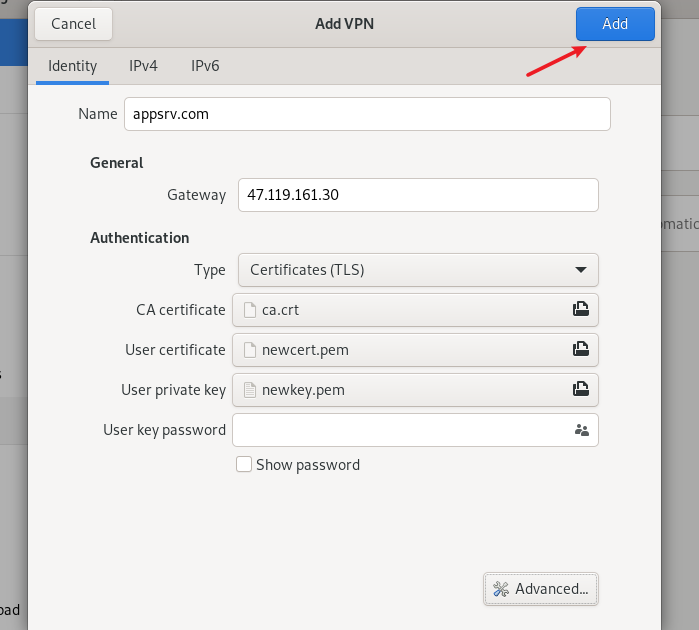 Cancel Add VPN Add
Identity IPv4 IPv6
Name appsrv.com
General
Gateway 47.119.161.30
Authentication
Type Certificates (TLS)
CA certificate ca.crt
matic
User certificate newcert.pem
User private key newkey.pem
User key password
Show password
Advanced...
oad